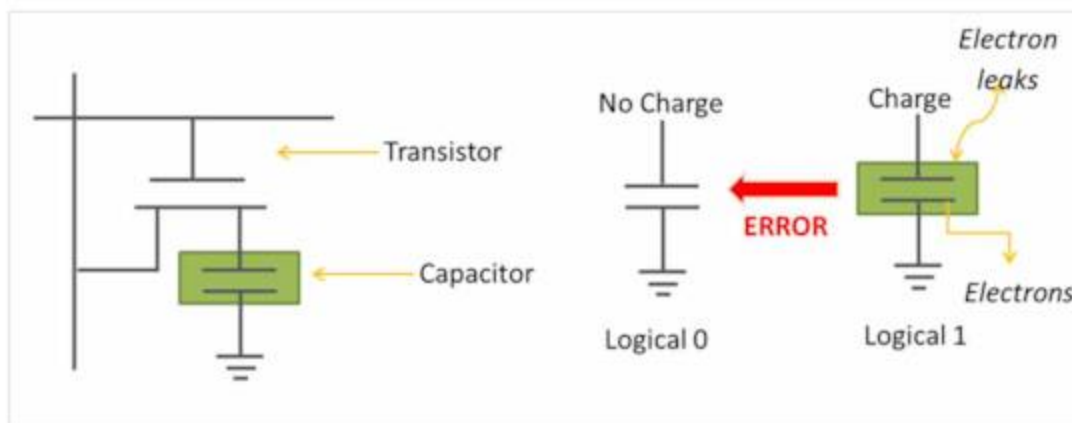 Transistor
Capacitor
No Charge
Logical 0
ERROR
Charge
Logical 1
Electron
leaks
Electrons